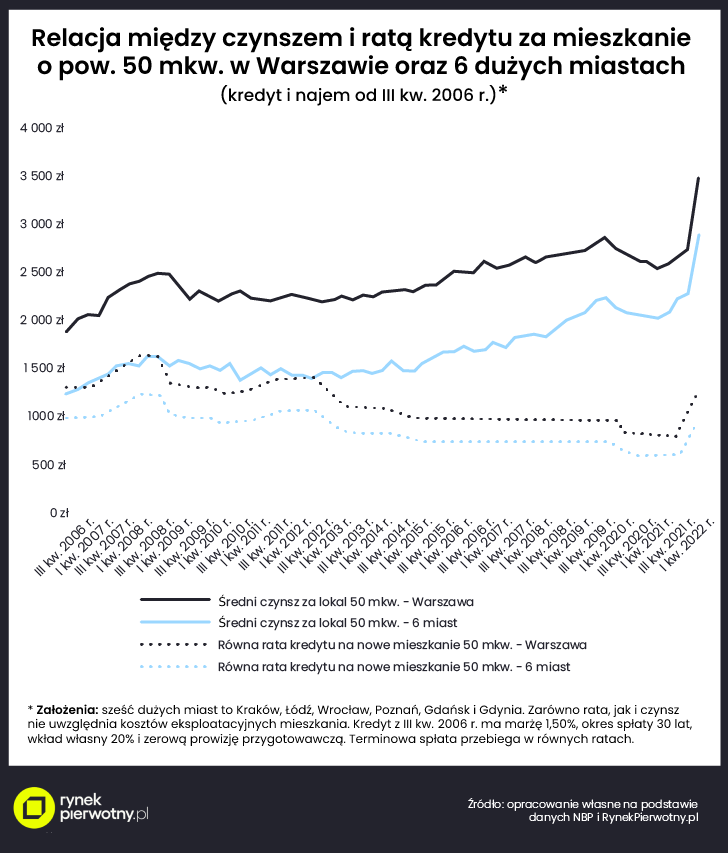 Relacja między czynszem i ratą kredytu za mieszkanie
o pow. 50 mkw. w Warszawie oraz 6 dużych miastach
(kredyt i najem od III kw. 2006 r.)*
4 000 zł
3 500 zł
3 000 zł
2 500 zł
2 000 zł
1 500 zł
1000 zł
500 zł
0 zł
III kw. 2006 r.
I kw. 2007 r.
III kw. 2007 r.
I kw. 2008 r.
III kw. 2008 r.
I kw. 2009 r.
III kw. 2009 r.
I kw. 2010 r.
III kw. 2010 r.
I kw. 2011 r.
III kw. 2011 r.
I kw. 2012 r.
III kw. 2012 r.
I kw. 2013 r.
III kw. 2013 r.
I kw. 2014 r.
III kw. 2014 r.
I kw. 2015 r.
III kw. 2015 r.
I kw. 2016 r.
III kw. 2016 r.
I kw. 2017 r.
III kw. 2017 r.
I kw. 2018 r.
III kw. 2018 r.
I kw. 2019 r.
III kw. 2019 r.
I kw. 2020 r.
III kw. 2020 r.
I kw. 2021 r.
III kw. 2021 r.
I kw. 2022 r.
Średni czynsz za lokal 50 mkw. - Warszawa
Średni czynsz za lokal 50 mkw. - 6 miast
Równa rata kredytu na nowe mieszkanie 50 mkw. - Warszawa
Równa rata kredytu na nowe mieszkanie 50 mkw. - 6 miast
* Założenia: sześć dużych miast to Kraków, Łódź, Wrocław, Poznań, Gdańsk i Gdynia. Zarówno rata, jak i czynsz
nie uwzględnia kosztów eksploatacyjnych mieszkania. Kredyt z III kw. 2006 r. ma marżę 1,50%, okres spłaty 30 lat,
wkład własny 20% i zerową prowizję przygotowawczą. Terminowa spłata przebiega w równych ratach.
rynek
pierwotny.pl
Źródło: opracowanie własne na podstawie
danych NBP i RynekPierwotny.pl